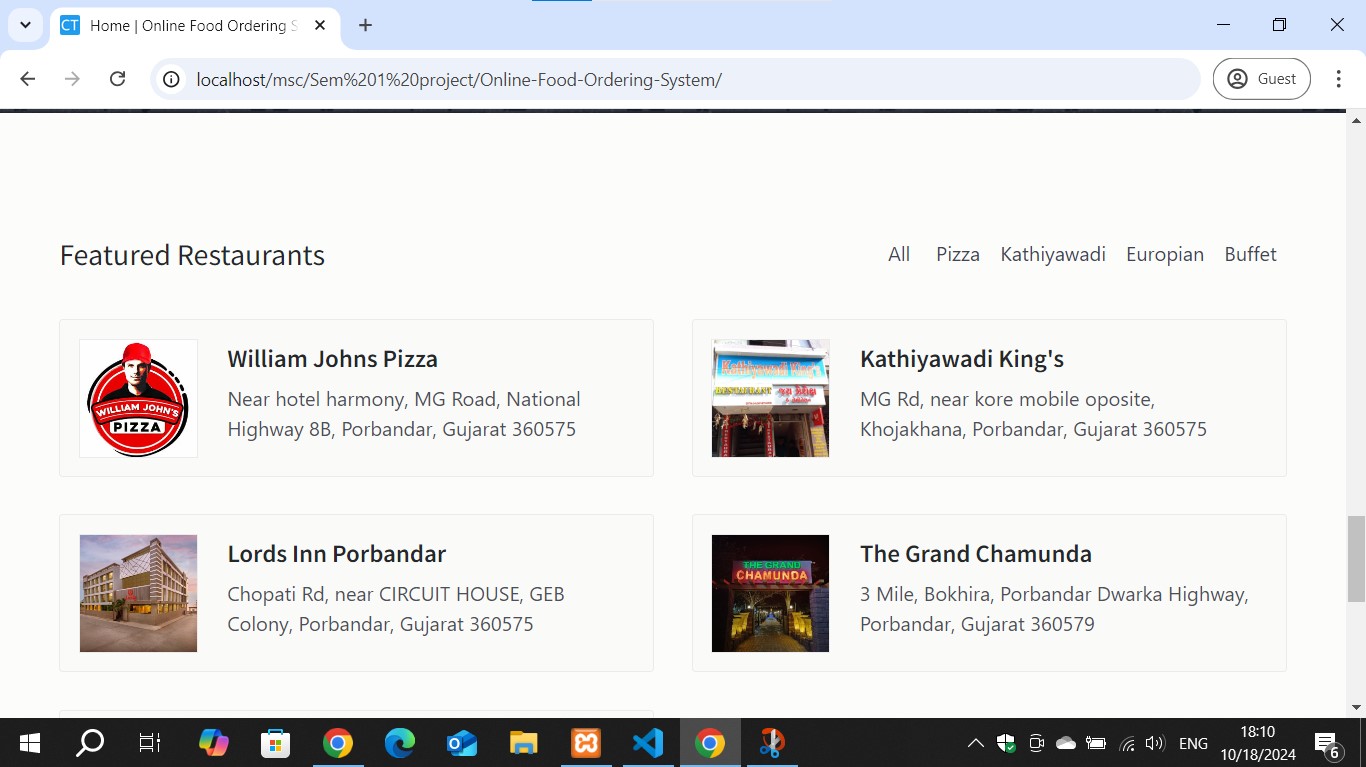 CT Home | Online Food Ordering S
localhost/msc/Sem%201%20project/Online-Food-Ordering-System/
Guest
Featured Restaurants
All Pizza Kathiyawadi Europian Buffet
WILLIAM JOHN'S
PIZZA
William Johns Pizza
Near hotel harmony, MG Road, National
Highway 8B, Porbandar, Gujarat 360575
Kathiyawadi King's
RESTAURANT
Kathiyawadi King's
MG Rd, near kore mobile oposite,
Khojakhana, Porbandar, Gujarat 360575
Lords Inn Porbandar
Chopati Rd, near CIRCUIT HOUSE, GEB
Colony, Porbandar, Gujarat 360575
THE GRAND
CHAMUNDA
The Grand Chamunda
3 Mile, Bokhira, Porbandar Dwarka Highway,
Porbandar, Gujarat 360579
ENG
18:10
10/18/2024
6